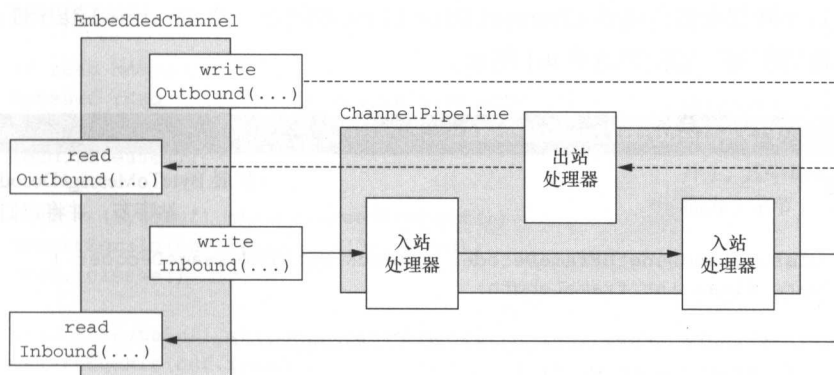 EmbeddedChannel
write
Outbound(...)
ChannelPipeline
出站
处理器
read
Outbound(...)
write
Inbound(...)
入站
处理器
入站
处理器
read
Inbound(...)